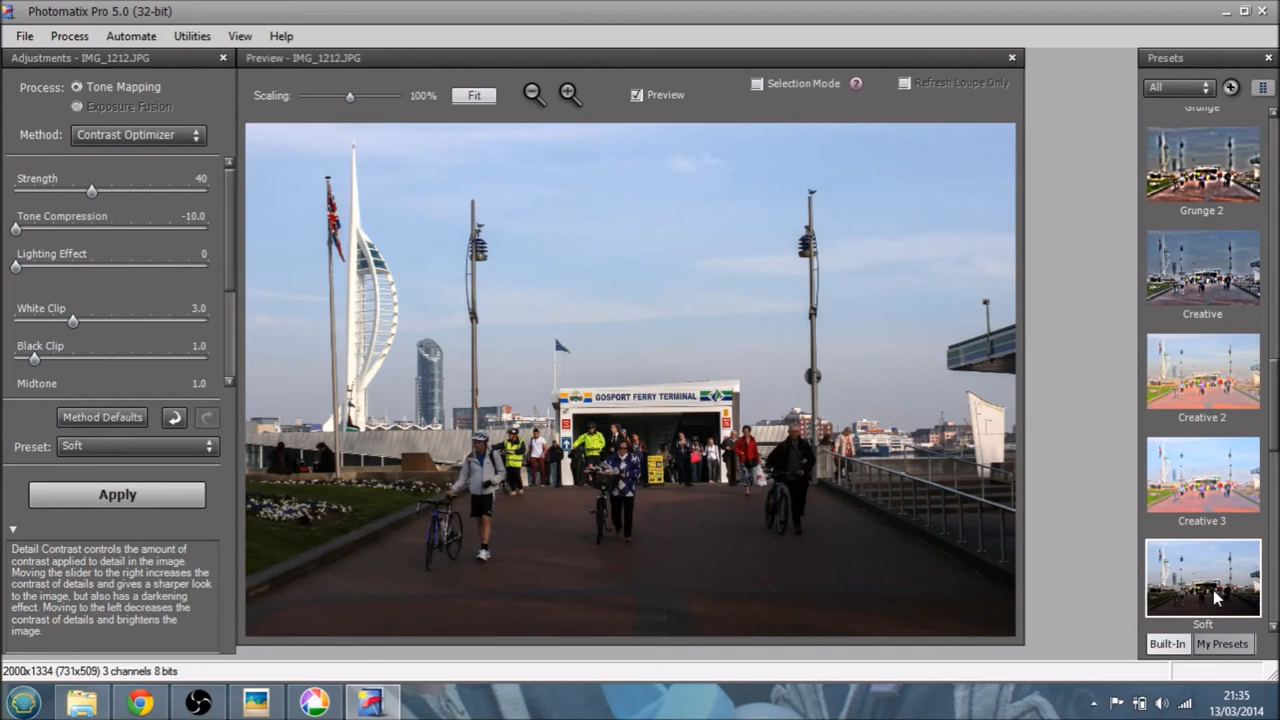 Photomatix Pro 5.0 (32-bit)
File Process Automate Utilities View Help
Adjustments - IMG_1212.JPG
Process: Tone Mapping
Exposure Fusion
Method: Contrast Optimizer
Strength 40
Tone Compression -10.0
Lighting Effect 0
White Clip 3.0
Black Clip 1.0
Midtone 1.0
Method Defaults
Preset: Soft
Apply
Detail Contrast controls the amount of
contrast applied to detail in the image.
Moving the slider to the right increases the
contrast of details and gives a sharper look
to the image, but also has a darkening
effect. Moving to the left decreases the
contrast of details and brightens the
image.
Preview - IMG_1212.JPG
Scaling: 100% Fit Preview Selection Mode ? Refresh Loupe Only
GOSPORT FERRY TERMINAL
Presets
All
Grunge
Grunge 2
Creative
Creative 2
Creative 3
Soft
Built-In My Presets
2000x1334 (731x509) 3 channels 8 bits
21:35
13/03/2014